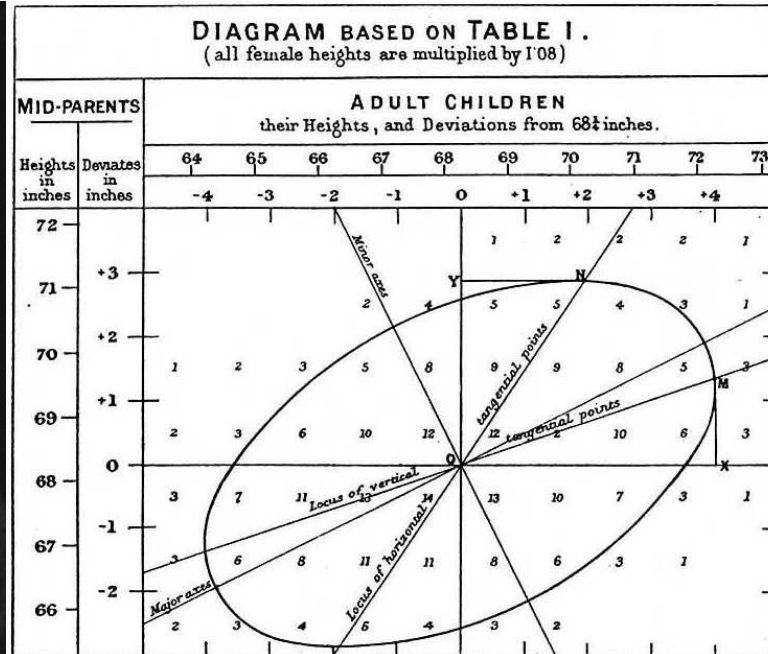 DIAGRAM BASED ON TABLE I.
(all female heights are multiplied by 1'08)
MID-PARENTS
ADULT CHILDREN
their Heights, and Deviations from 68¼ inches.
Heights in inches
Deviates in inches
64 65 66 67 68 69 70 71 72 73
-4 -3 -2 -1 0 +1 +2 +3 +4
72
1 2 2 2 1
Minor axes
+3
Y N
71
2 4 5 5 4 3 1
+2
tangential points
70
1 2 3 5 8 9 9 8 5 3
M
+1
tangential points
69
2 3 6 10 12 12 2 10 6 3
0
O X
68
Locus of vertical
3 7 11 13 14 13 10 7 3 1
-1
Locus of horizontal
67
3 6 8 11 11 8 6 3 1
Major axes
-2
66
2 3 4 5 4 3 2